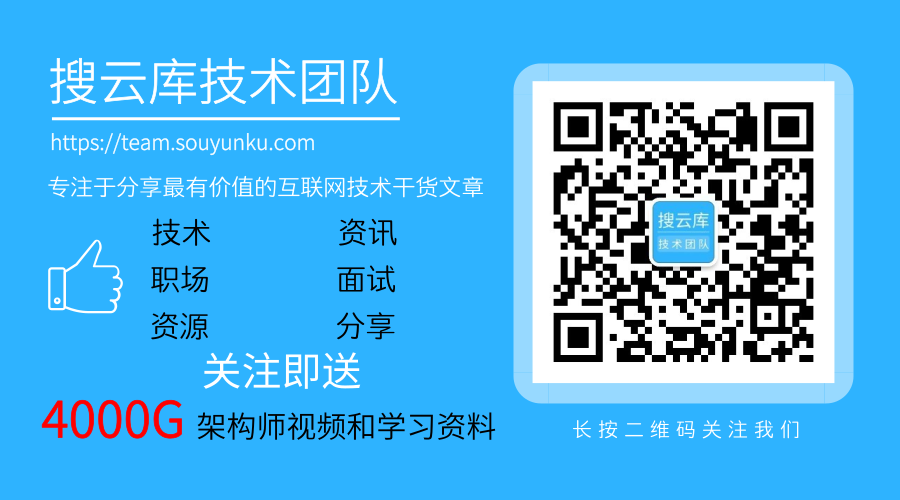 搜云库技术团队
https://team.souyunku.com
专注于分享最有价值的互联网技术干货文章
技术 资讯
职场 面试
资源 分享
关注即送
4000G 架构师视频和学习资料
搜云库
技术团队
长按二维码关注我们